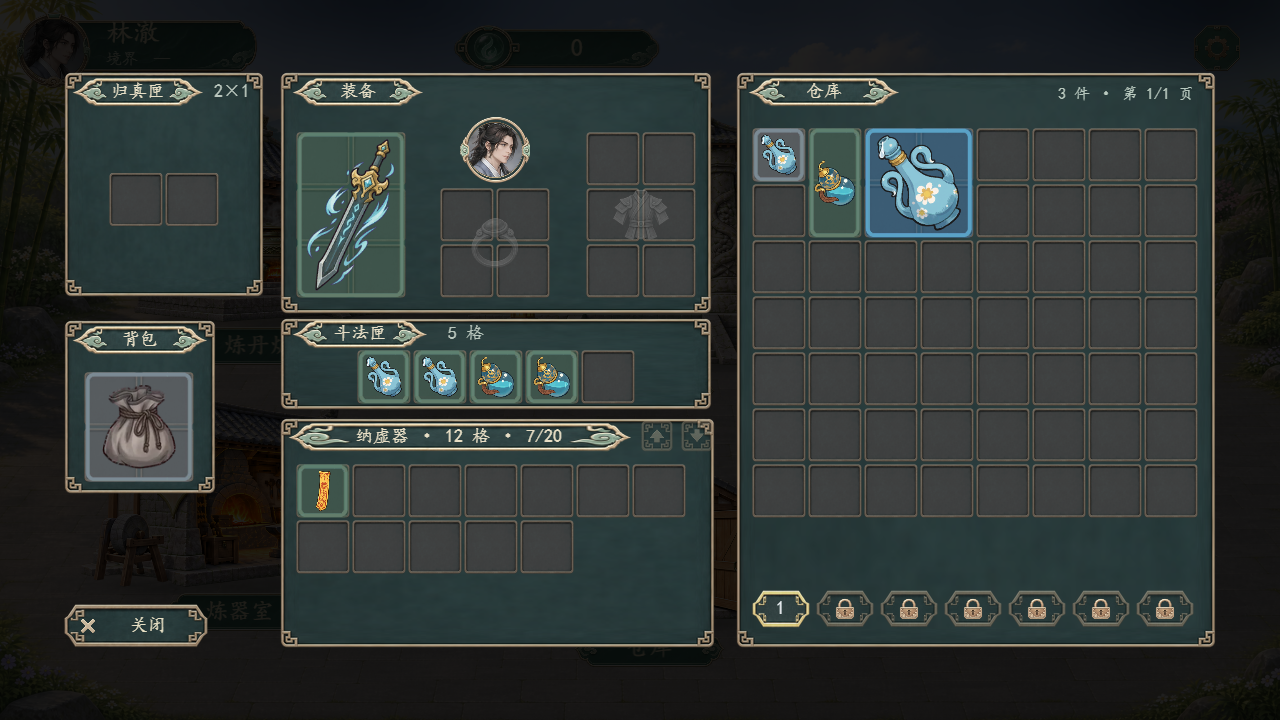 林澈
境界 一
0
归真匣 2×1
装备
仓库
3 件 • 第 1/1 页
背包
斗法匣 5 格
纳虚器 • 12 格 • 7/20
炼丹
炼器室
仓库
1
× 关闭